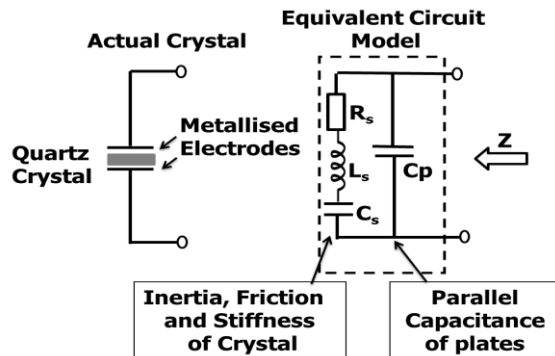 Equivalent Circuit
Model
Actual Crystal
Metallised
Electrodes
Quartz
Crystal
Rs
Ls
Cs
Cp
Z
Inertia, Friction
and Stiffness
of Crystal
Parallel
Capacitance
of plates